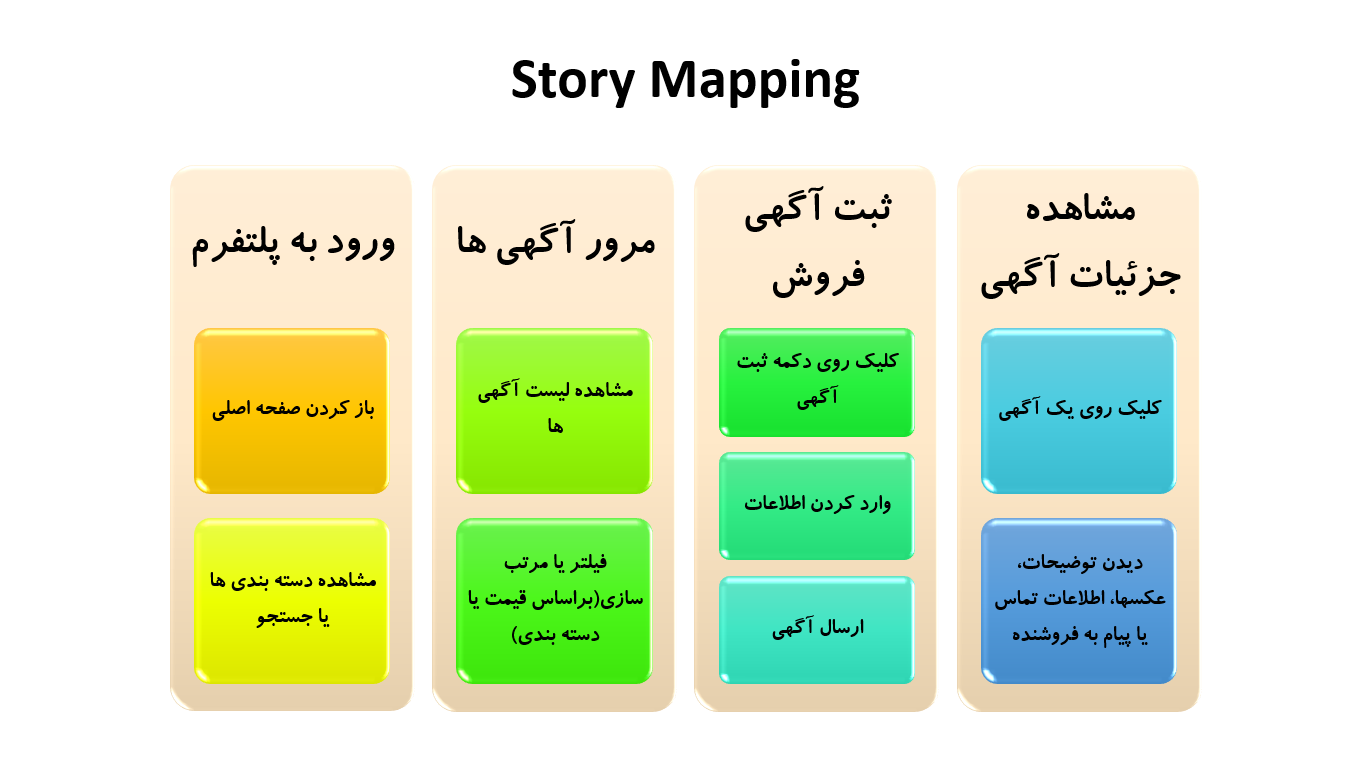 Story Mapping
ورود به پلتفرم
باز کردن صفحه اصلی
مشاهده دسته بندی ها
یا جستجو
مرور آگهی ها
مشاهده لیست آگهی
ها
فیلتر یا مرتب
سازی(براساس قیمت یا
دسته بندی)
ثبت آگهی
فروش
کلیک روی دکمه ثبت
آگهی
وارد کردن اطلاعات
ارسال آگهی
مشاهده
جزئیات آگهی
کلیک روی یک آگهی
دیدن توضیحات،
عکسها، اطلاعات تماس
یا پیام به فروشنده